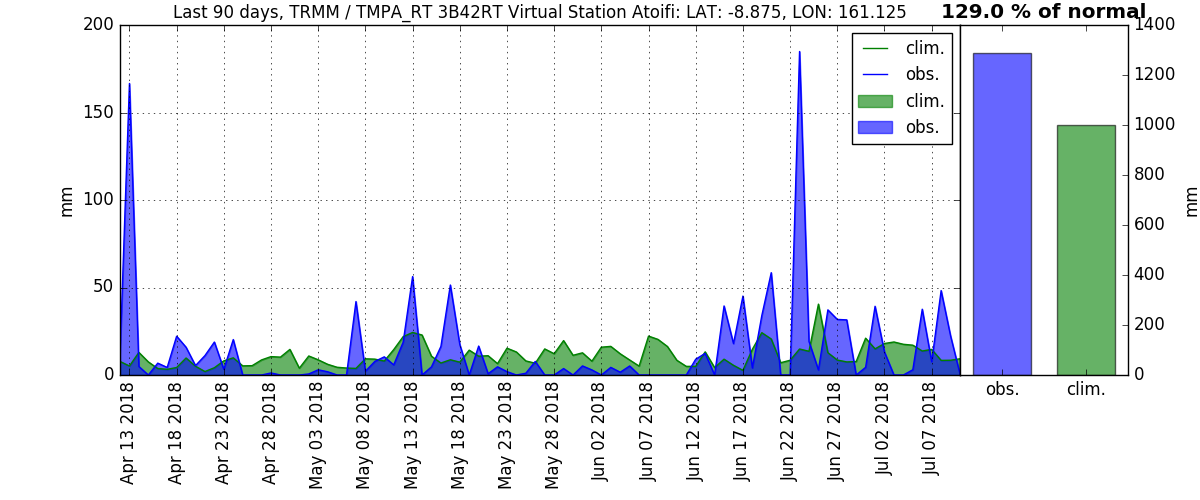 Last 90 days, TRMM / TMPA_RT 3B42RT Virtual Station Atoifi: LAT: -8.875, LON: 161.125
129.0 % of normal
mm
200
150
100
50
0
clim.
obs.
clim.
obs.
Apr 13 2018
Apr 18 2018
Apr 23 2018
Apr 28 2018
May 03 2018
May 08 2018
May 13 2018
May 18 2018
May 23 2018
May 28 2018
Jun 02 2018
Jun 07 2018
Jun 12 2018
Jun 17 2018
Jun 22 2018
Jun 27 2018
Jul 02 2018
Jul 07 2018
1400
1200
1000
800
600
400
200
0
mm
obs.
clim.